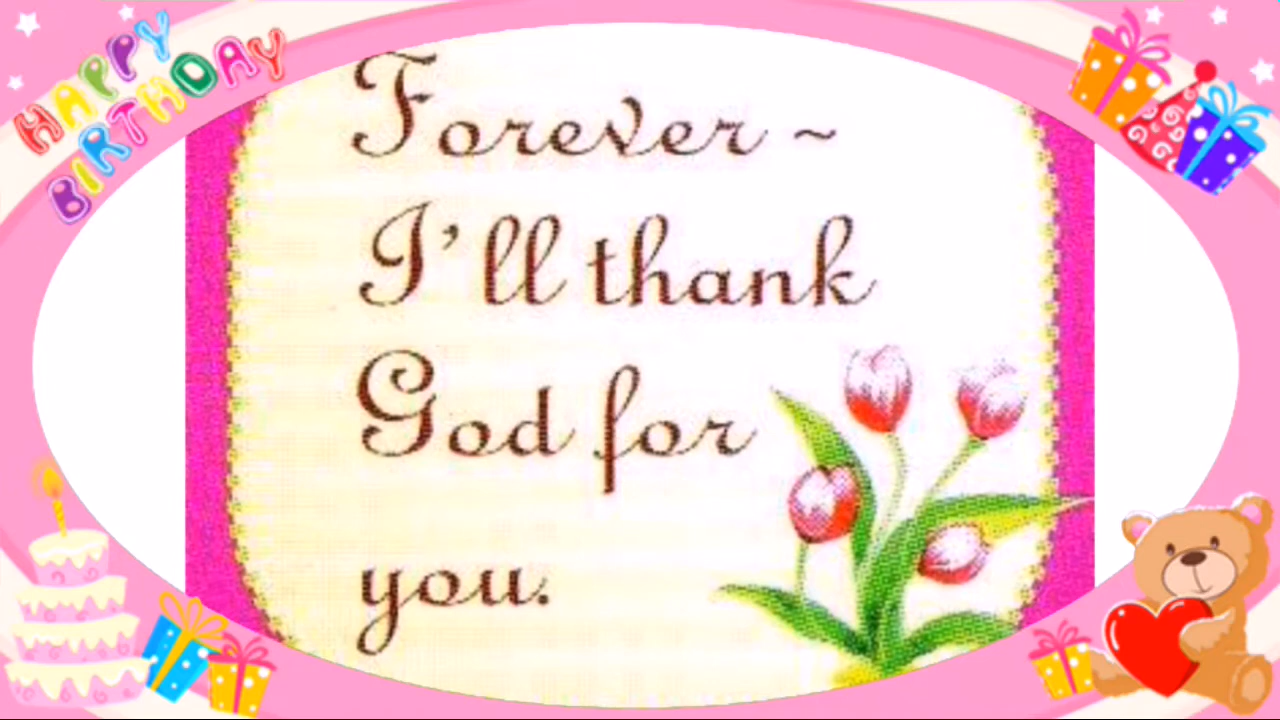 HAPPY
BIRTHDAY
Forever ~
I'll thank
God for
you.